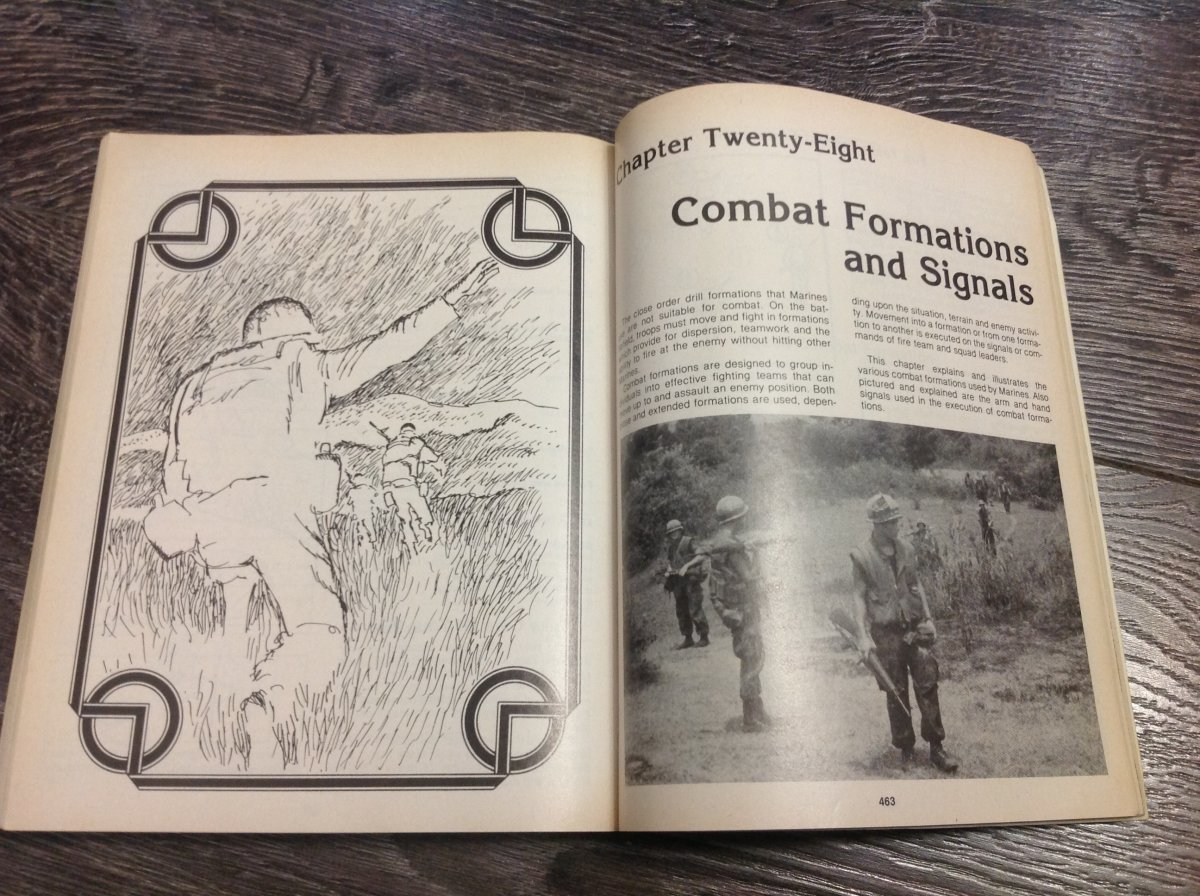 Chapter Twenty-Eight
Combat Formations
and Signals
The close order drill formations that Marines
are not suitable for combat. On the bat-
troops must move and fight in formations
which provide for dispersion, teamwork and the
ability to fire at the enemy without hitting other
Marines.
Combat formations are designed to group in-
into effective fighting teams that can
move up to and assault an enemy position. Both
and extended formations are used, depen-
ding upon the situation, terrain and enemy activi-
ty. Movement into a formation or from one forma-
tion to another is executed on the signals or com-
mands of fire team and squad leaders.
This chapter explains and illustrates the
various combat formations used by Marines. Also
pictured and explained are the arm and hand
signals used in the execution of combat forma-
tions.
463